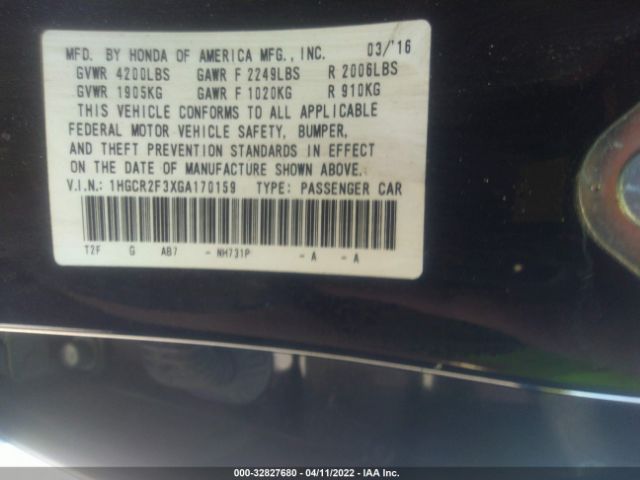 MFD. BY HONDA OF AMERICA MFG., INC. 03/'16
GVWR 4200LBS GAWR F 2249LBS R 2006LBS
GVWR 1905KG GAWR F 1020KG R 910KG
THIS VEHICLE CONFORMS TO ALL APPLICABLE
FEDERAL MOTOR VEHICLE SAFETY, BUMPER,
AND THEFT PREVENTION STANDARDS IN EFFECT
ON THE DATE OF MANUFACTURE SHOWN ABOVE.
V.I.N.: 1HGCR2F3XGA170159 TYPE: PASSENGER CAR
T2F G AB7 - NH731P - A - A
000-32827680 - 04/11/2022 - IAA Inc.